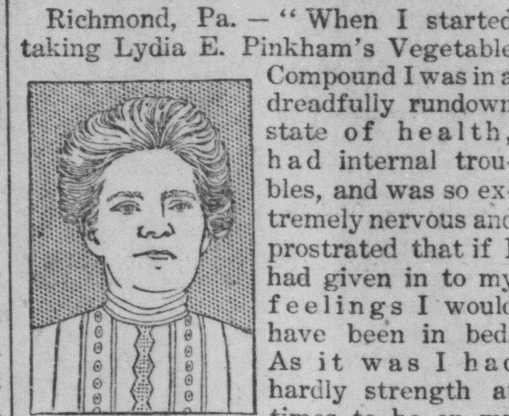 Richmond, Pa. — “When I started
taking Lydia E. Pinkham's Vegetable
Compound I was in a
dreadfully rundown
state of health,
had internal trou-
bles, and was so ex-
tremely nervous and
prostrated that if I
had given in to my
feelings I would
have been in bed.
As it was I had
hardly strength at